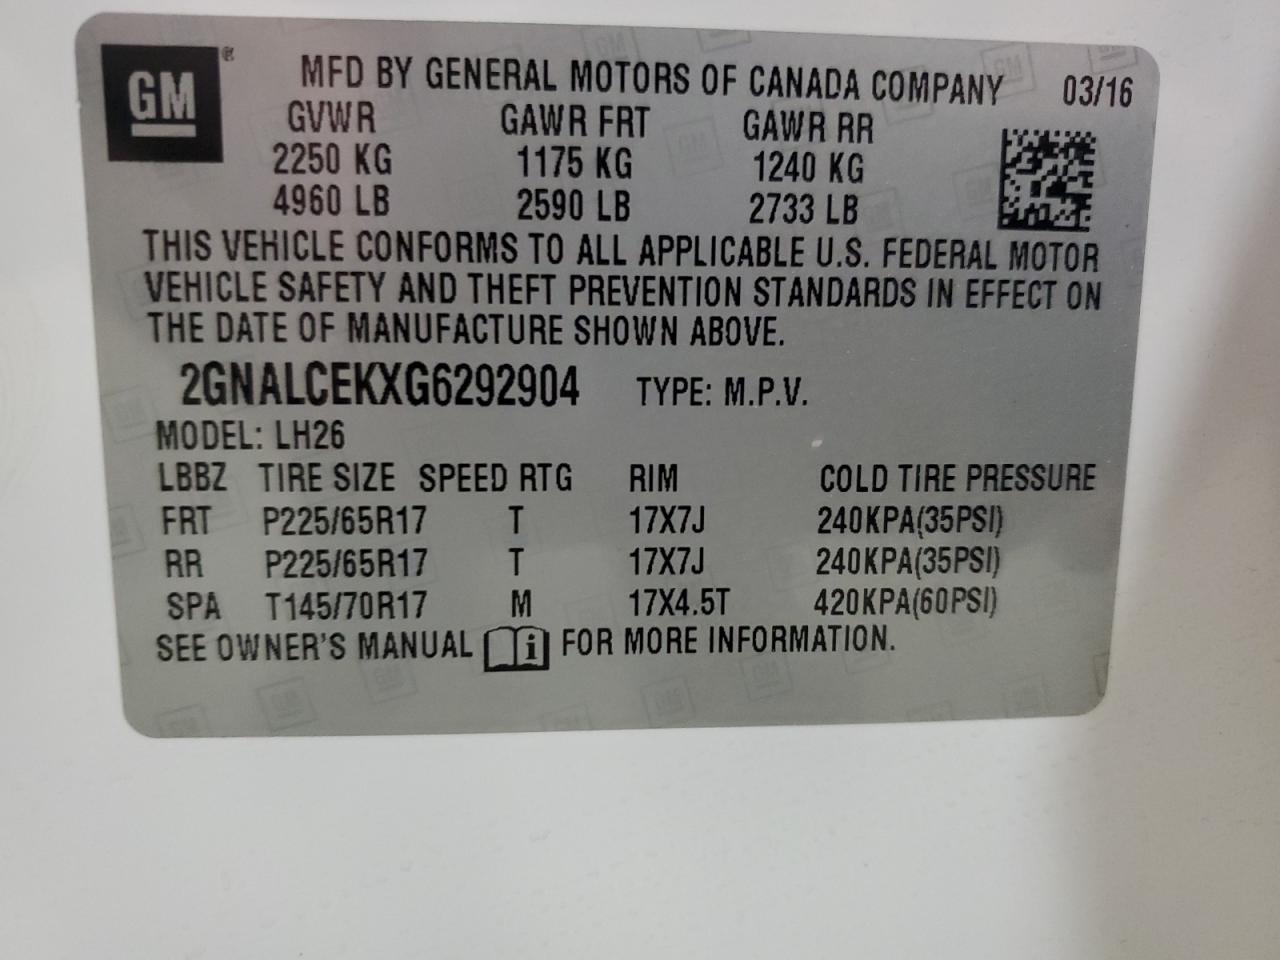 GM ® MFD BY GENERAL MOTORS OF CANADA COMPANY 03/16
GVWR GAWR FRT GAWR RR
2250 KG 1175 KG 1240 KG
4960 LB 2590 LB 2733 LB
THIS VEHICLE CONFORMS TO ALL APPLICABLE U.S. FEDERAL MOTOR
VEHICLE SAFETY AND THEFT PREVENTION STANDARDS IN EFFECT ON
THE DATE OF MANUFACTURE SHOWN ABOVE.
2GNALCEKXG6292904 TYPE: M.P.V.
MODEL: LH26
LBBZ TIRE SIZE SPEED RTG RIM COLD TIRE PRESSURE
FRT P225/65R17 T 17X7J 240KPA(35PSI)
RR P225/65R17 T 17X7J 240KPA(35PSI)
SPA T145/70R17 M 17X4.5T 420KPA(60PSI)
SEE OWNER'S MANUAL i FOR MORE INFORMATION.